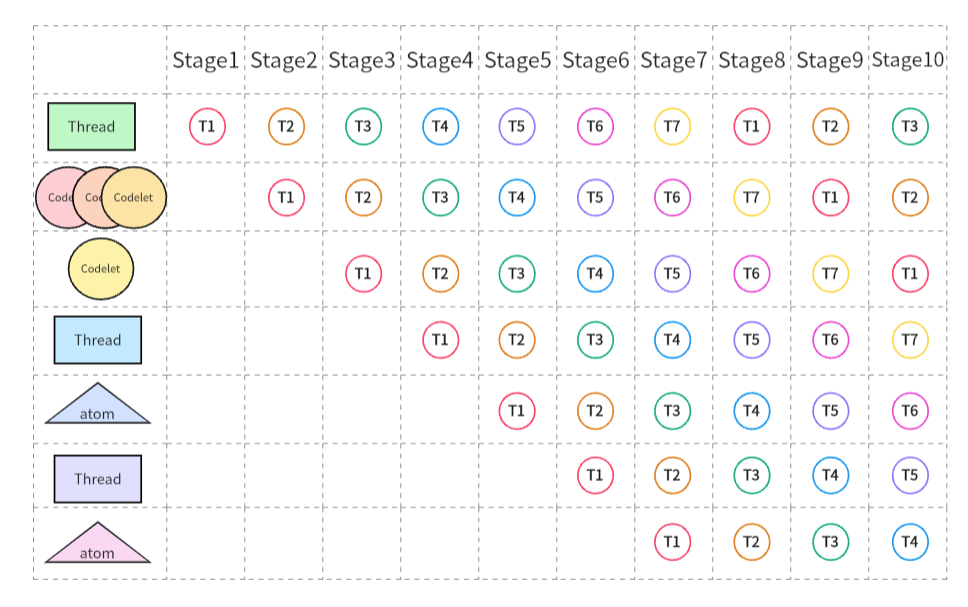 Stage1 Stage2 Stage3 Stage4 Stage5 Stage6 Stage7 Stage8 Stage9 Stage10
Thread T1 T2 T3 T4 T5 T6 T7 T1 T2 T3
Code Co Codelet T1 T2 T3 T4 T5 T6 T7 T1 T2
Codelet T1 T2 T3 T4 T5 T6 T7 T1
Thread T1 T2 T3 T4 T5 T6 T7
atom T1 T2 T3 T4 T5 T6
Thread T1 T2 T3 T4 T5
atom T1 T2 T3 T4